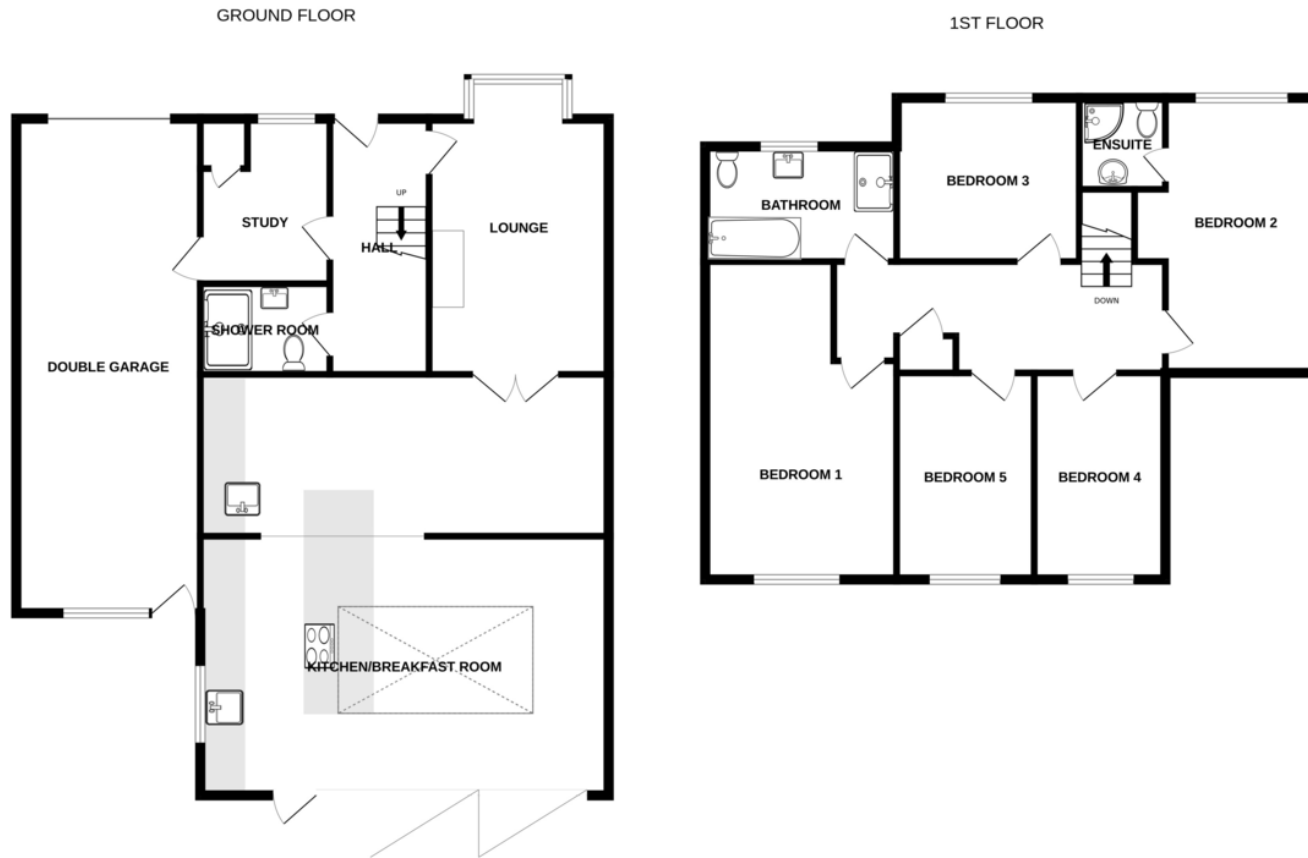 GROUND FLOOR
UP
STUDY
LOUNGE
HALL
SHOWER ROOM
DOUBLE GARAGE
KITCHEN/BREAKFAST ROOM
1ST FLOOR
ENSUITE
BEDROOM 3
BATHROOM
BEDROOM 2
DOWN
BEDROOM 1
BEDROOM 5
BEDROOM 4